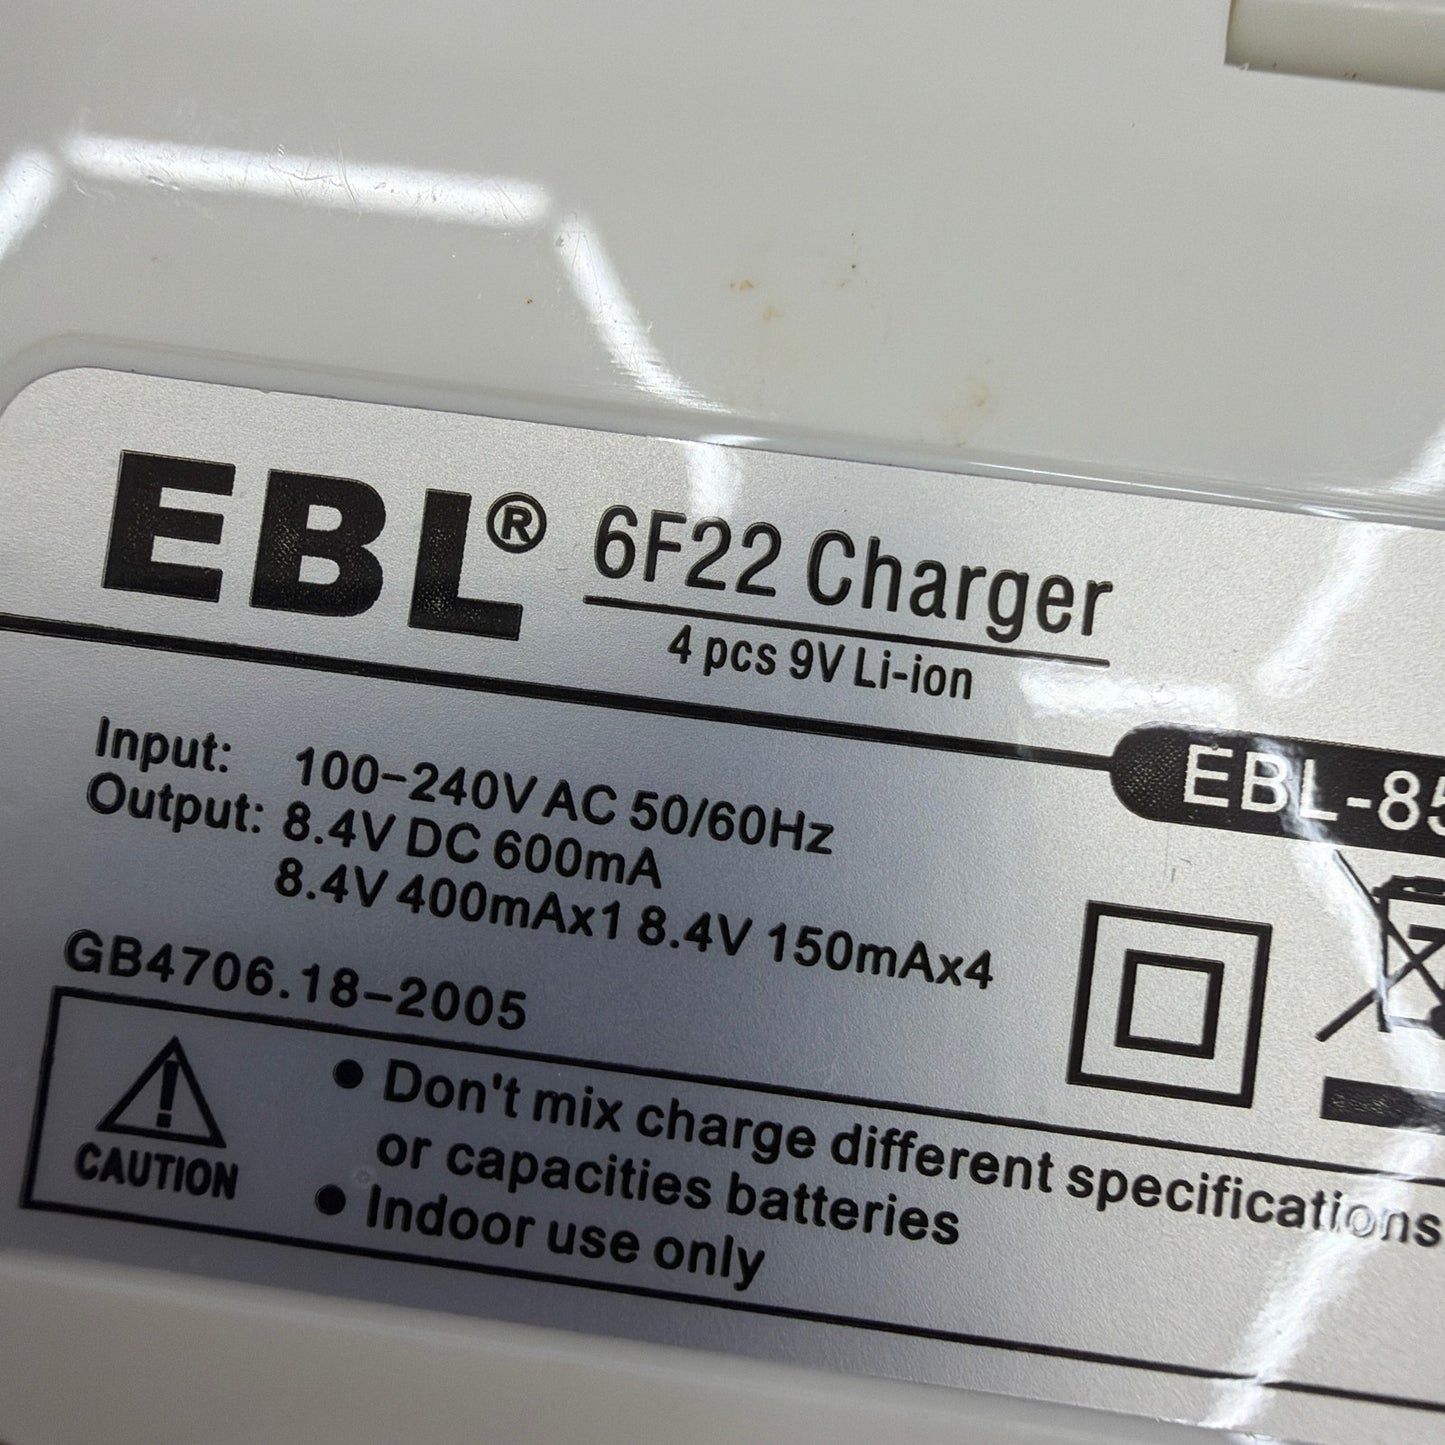 EBL® 6F22 Charger
4 pcs 9V Li-ion
EBL-85
Input: 100-240V AC 50/60Hz
Output: 8.4V DC 600mA
8.4V 400mAx1 8.4V 150mAx4
GB4706.18-2005
CAUTION
● Don't mix charge different specifications
or capacities batteries
● Indoor use only